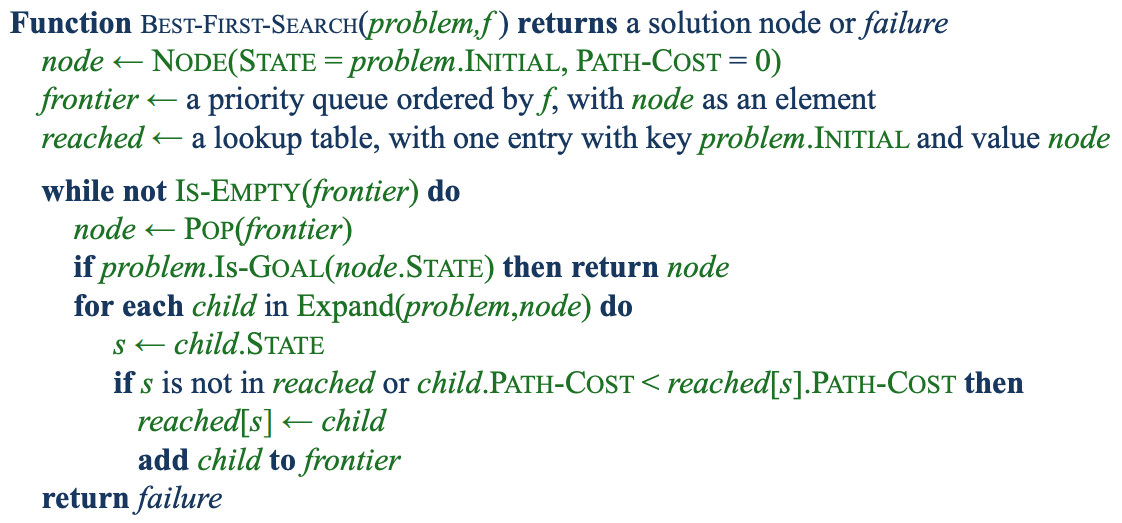 Function BEST-FIRST-SEARCH(problem,f) returns a solution node or failure
node ← NODE(STATE = problem.INITIAL, PATH-COST = 0)
frontier ← a priority queue ordered by f, with node as an element
reached ← a lookup table, with one entry with key problem.INITIAL and value node
while not IS-EMPTY(frontier) do
node ← POP(frontier)
if problem.IS-GOAL(node.STATE) then return node
for each child in Expand(problem,node) do
s ← child.STATE
if s is not in reached or child.PATH-COST < reached[s].PATH-COST then
reached[s] ← child
add child to frontier
return failure